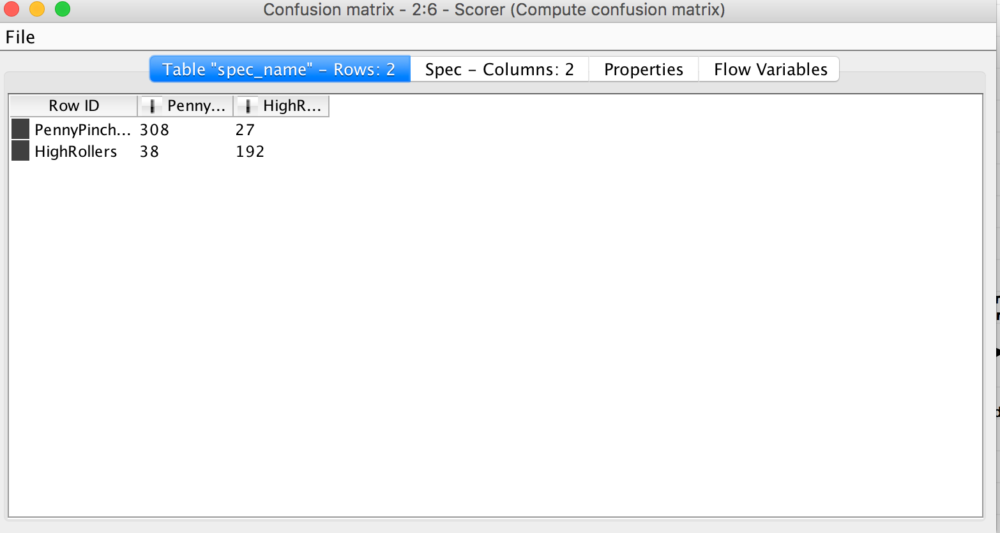 Confusion matrix - 2:6 - Scorer (Compute confusion matrix)
File
Table "spec_name" – Rows: 2 Spec – Columns: 2 Properties Flow Variables
Row ID Penny... HighR...
PennyPinch... 308 27
HighRollers 38 192